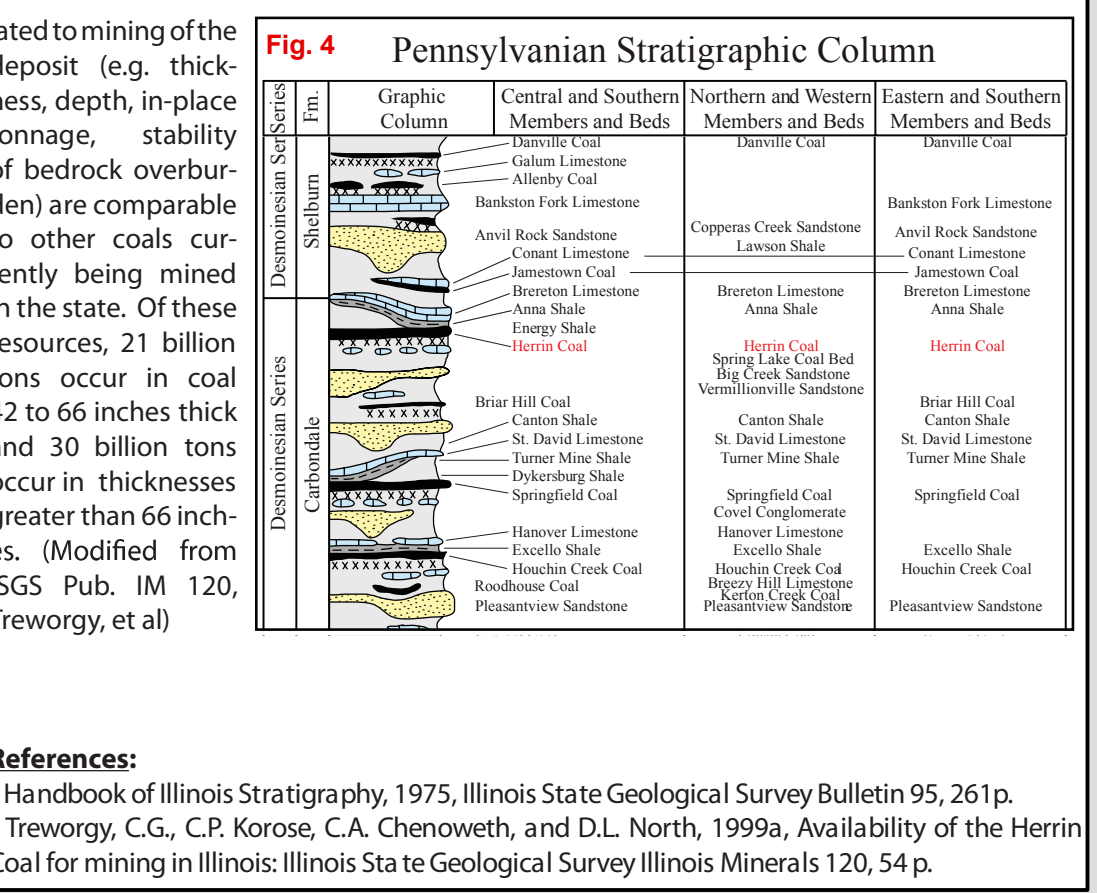 ated to mining of the
deposit (e.g. thick-
ness, depth, in-place
onnage, stability
of bedrock overbur-
den) are comparable
o other coals cur-
ently being mined
n the state. Of these
esources, 21 billion
ons occur in coal
42 to 66 inches thick
and 30 billion tons
occur in thicknesses
greater than 66 inch-
es. (Modified from
SGS Pub. IM 120,
Treworgy, et al)
Fig. 4
Pennsylvanian Stratigraphic Column
Series
Fm.
Graphic
Column
Central and Southern
Members and Beds
Northern and Western
Members and Beds
Eastern and Southern
Members and Beds
Desmoinesian Series
Shelburn
Desmoinesian Series
Carbondale
Danville Coal
Galum Limestone
Allenby Coal
Bankston Fork Limestone
Anvil Rock Sandstone
Conant Limestone
Jamestown Coal
Brereton Limestone
Anna Shale
Energy Shale
Herrin Coal
Briar Hill Coal
Canton Shale
St. David Limestone
Turner Mine Shale
Dykersburg Shale
Springfield Coal
Hanover Limestone
Excello Shale
Houchin Creek Coal
Roodhouse Coal
Pleasantview Sandstone
Danville Coal
Copperas Creek Sandstone
Lawson Shale
Brereton Limestone
Anna Shale
Herrin Coal
Spring Lake Coal Bed
Big Creek Sandstone
Vermillionville Sandstone
Canton Shale
St. David Limestone
Turner Mine Shale
Springfield Coal
Covel Conglomerate
Hanover Limestone
Excello Shale
Houchin Creek Coal
Breezy Hill Limestone
Kerton Creek Coal
Pleasantview Sandstone
Danville Coal
Bankston Fork Limestone
Anvil Rock Sandstone
Conant Limestone
Jamestown Coal
Brereton Limestone
Anna Shale
Herrin Coal
Briar Hill Coal
Canton Shale
St. David Limestone
Turner Mine Shale
Springfield Coal
Excello Shale
Houchin Creek Coal
Pleasantview Sandstone
References:
Handbook of Illinois Stratigraphy, 1975, Illinois State Geological Survey Bulletin 95, 261p.
Treworgy, C.G., C.P. Korose, C.A. Chenoweth, and D.L. North, 1999a, Availability of the Herrin
Coal for mining in Illinois: Illinois State Geological Survey Illinois Minerals 120, 54 p.